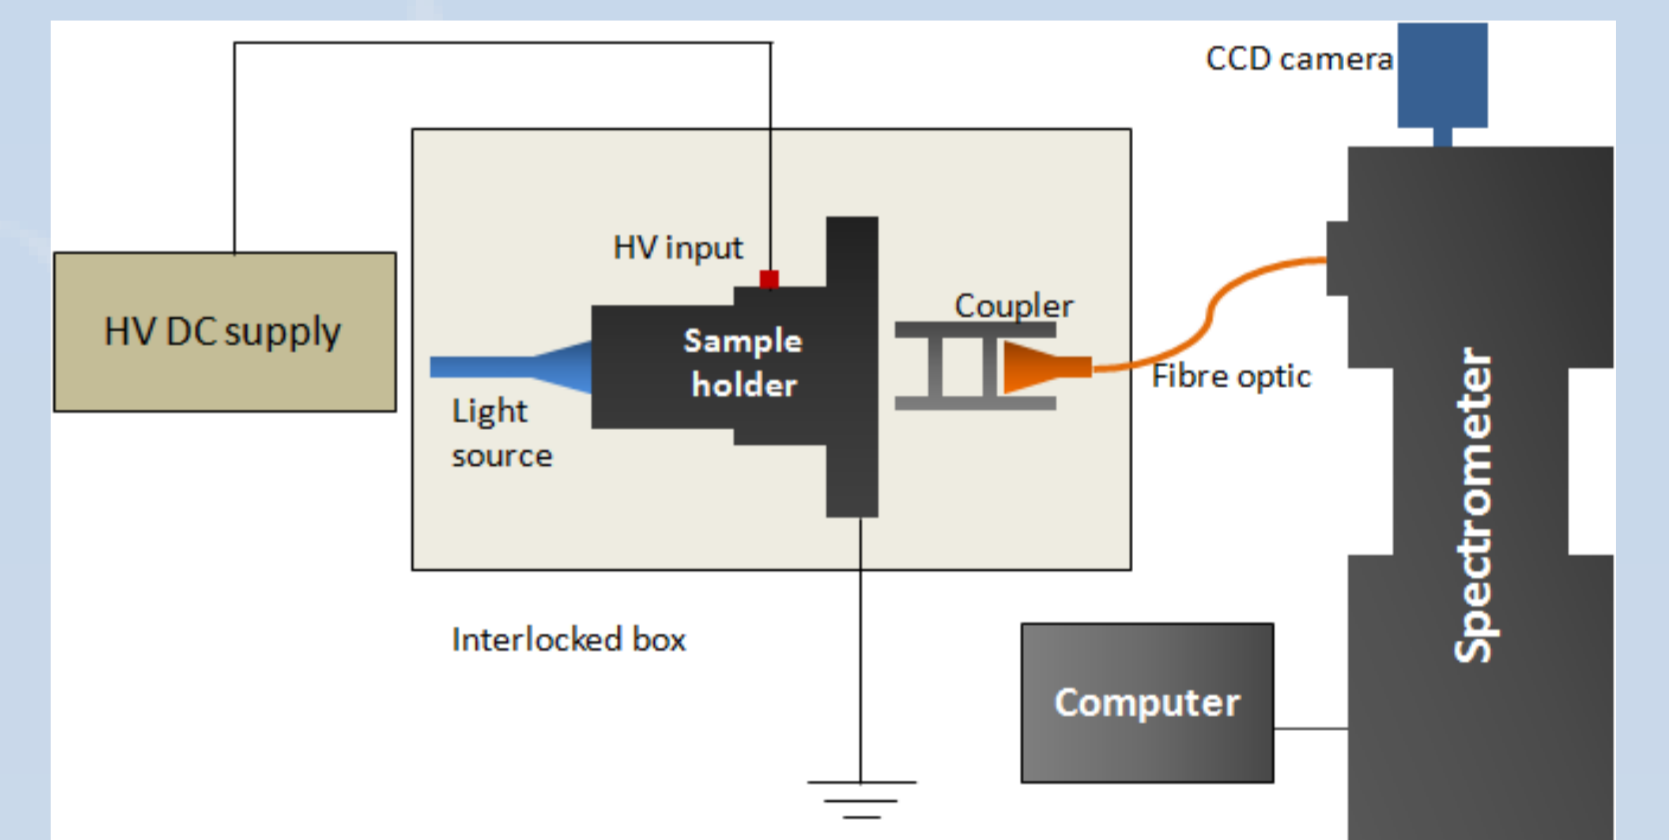 CCD camera
HV input
HV DC supply
Coupler
Sample
holder
Fibre optic
Light
source
Spectrometer
Interlocked box
Computer